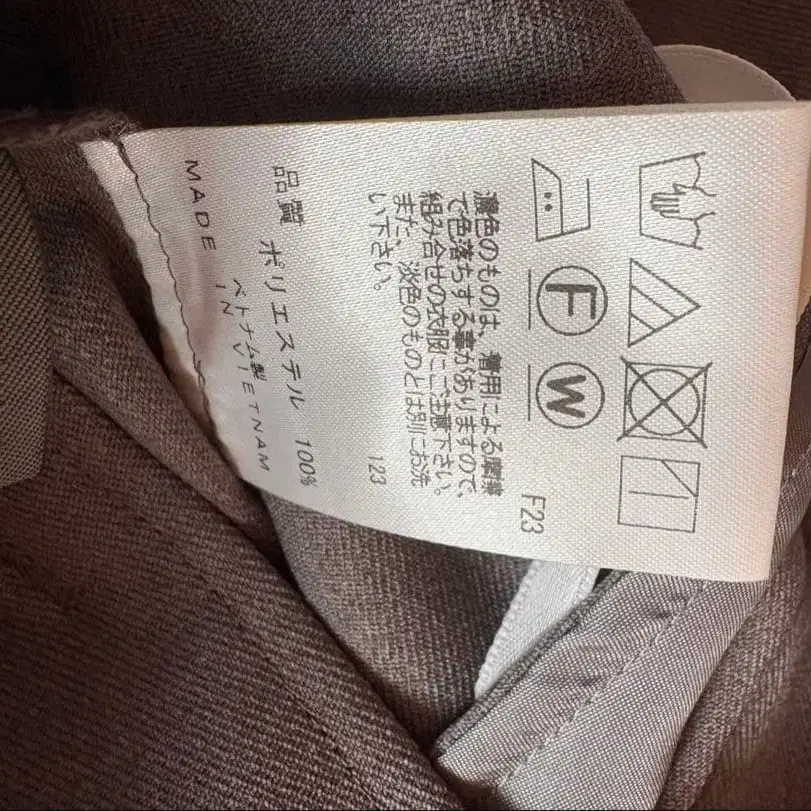 F W
F23
濃色のものは、着用による摩擦
で色落ちする事がありますので、
組み合せの衣服にご注意下さい。
また、淡色のものとは別にお洗
い下さい。
123
品質 ポリエステル 100%
ベトナム製
MADE IN VIETNAM